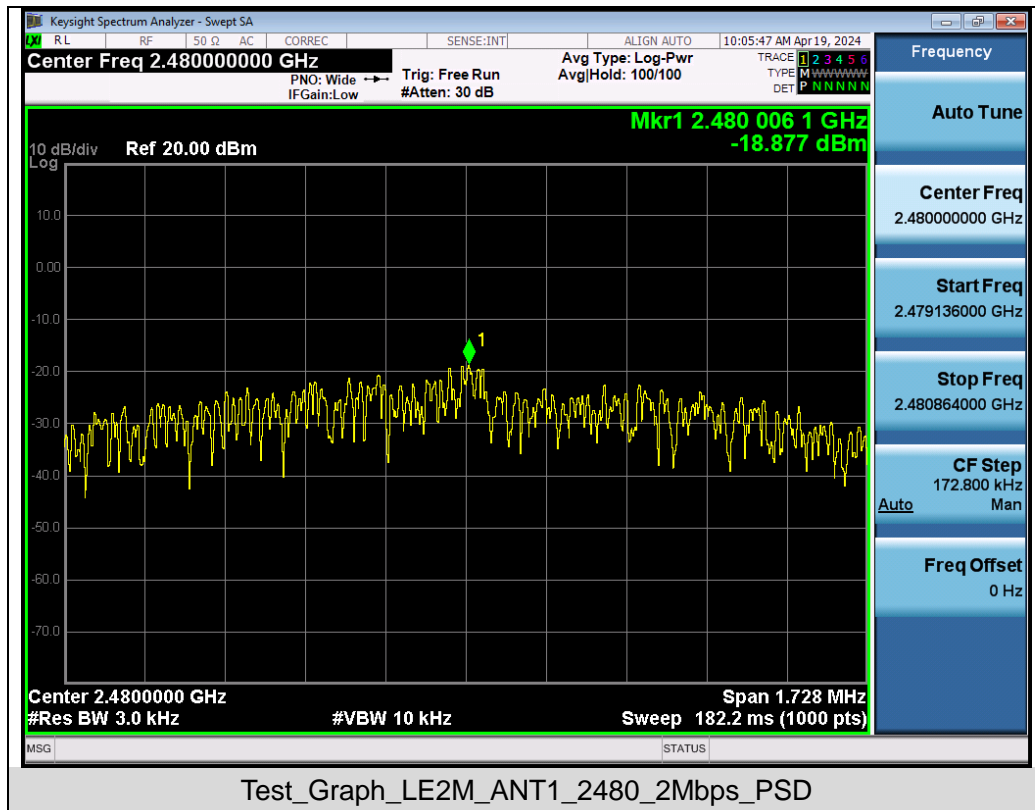 Keysight Spectrum Analyzer - Swept SA
LXI RL RF 50 Ω AC CORREC SENSE:INT ALIGN AUTO 10:05:47 AM Apr 19, 2024
Center Freq 2.480000000 GHz
PNO: Wide
IFGain:Low
Trig: Free Run
#Atten: 30 dB
Avg Type: Log-Pwr
Avg|Hold: 100/100
TRACE 1 2 3 4 5 6
TYPE M WWWWW
DET P N N N N N
Mkr1 2.480 006 1 GHz
-18.877 dBm
10 dB/div Ref 20.00 dBm
Log
10.0
0.00
-10.0
-20.0
-30.0
-40.0
-50.0
-60.0
-70.0
1
Center 2.4800000 GHz Span 1.728 MHz
#Res BW 3.0 kHz #VBW 10 kHz Sweep 182.2 ms (1000 pts)
MSG STATUS
Frequency
Auto Tune
Center Freq
2.480000000 GHz
Start Freq
2.479136000 GHz
Stop Freq
2.480864000 GHz
CF Step
172.800 kHz
Auto Man
Freq Offset
0 Hz
Test_Graph_LE2M_ANT1_2480_2Mbps_PSD